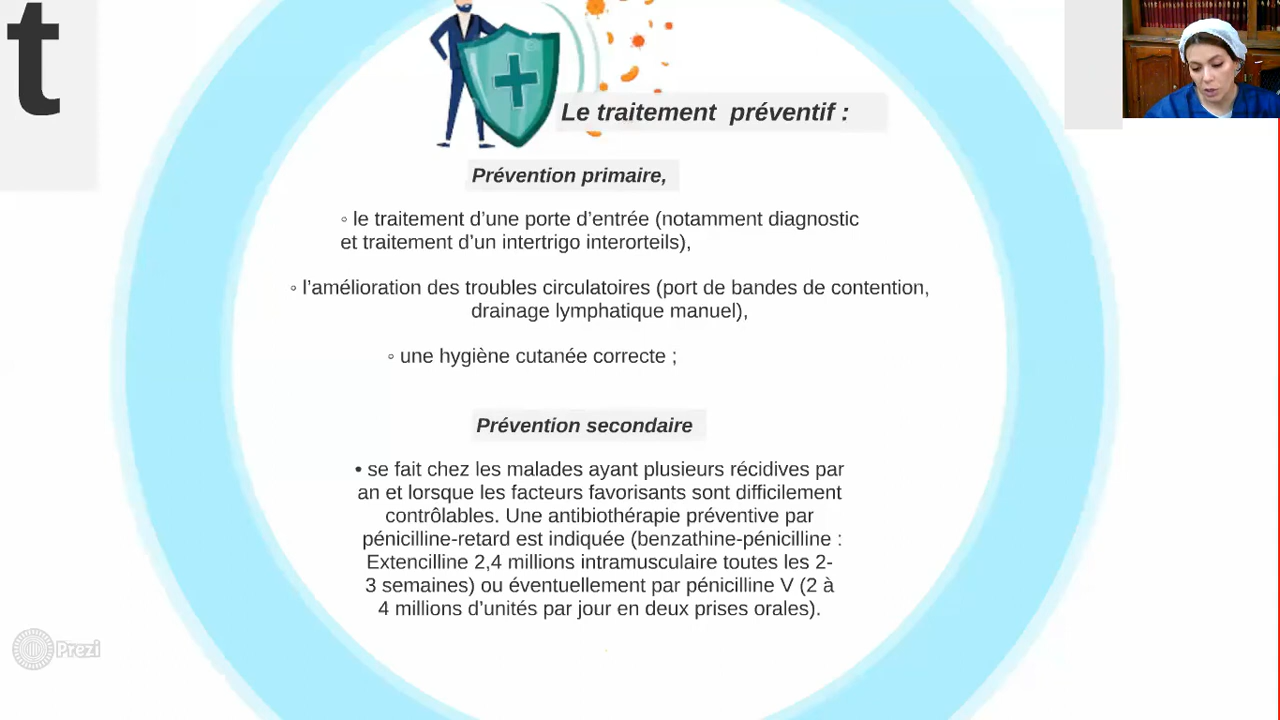 t
Le traitement préventif :
Prévention primaire,
◦ le traitement d’une porte d’entrée (notamment diagnostic
et traitement d’un intertrigo interorteils),
◦ l’amélioration des troubles circulatoires (port de bandes de contention,
drainage lymphatique manuel),
◦ une hygiène cutanée correcte ;
Prévention secondaire
• se fait chez les malades ayant plusieurs récidives par
an et lorsque les facteurs favorisants sont difficilement
contrôlables. Une antibiothérapie préventive par
pénicilline-retard est indiquée (benzathine-pénicilline :
Extencilline 2,4 millions intramusculaire toutes les 2-
3 semaines) ou éventuellement par pénicilline V (2 à
4 millions d’unités par jour en deux prises orales).
Prezi